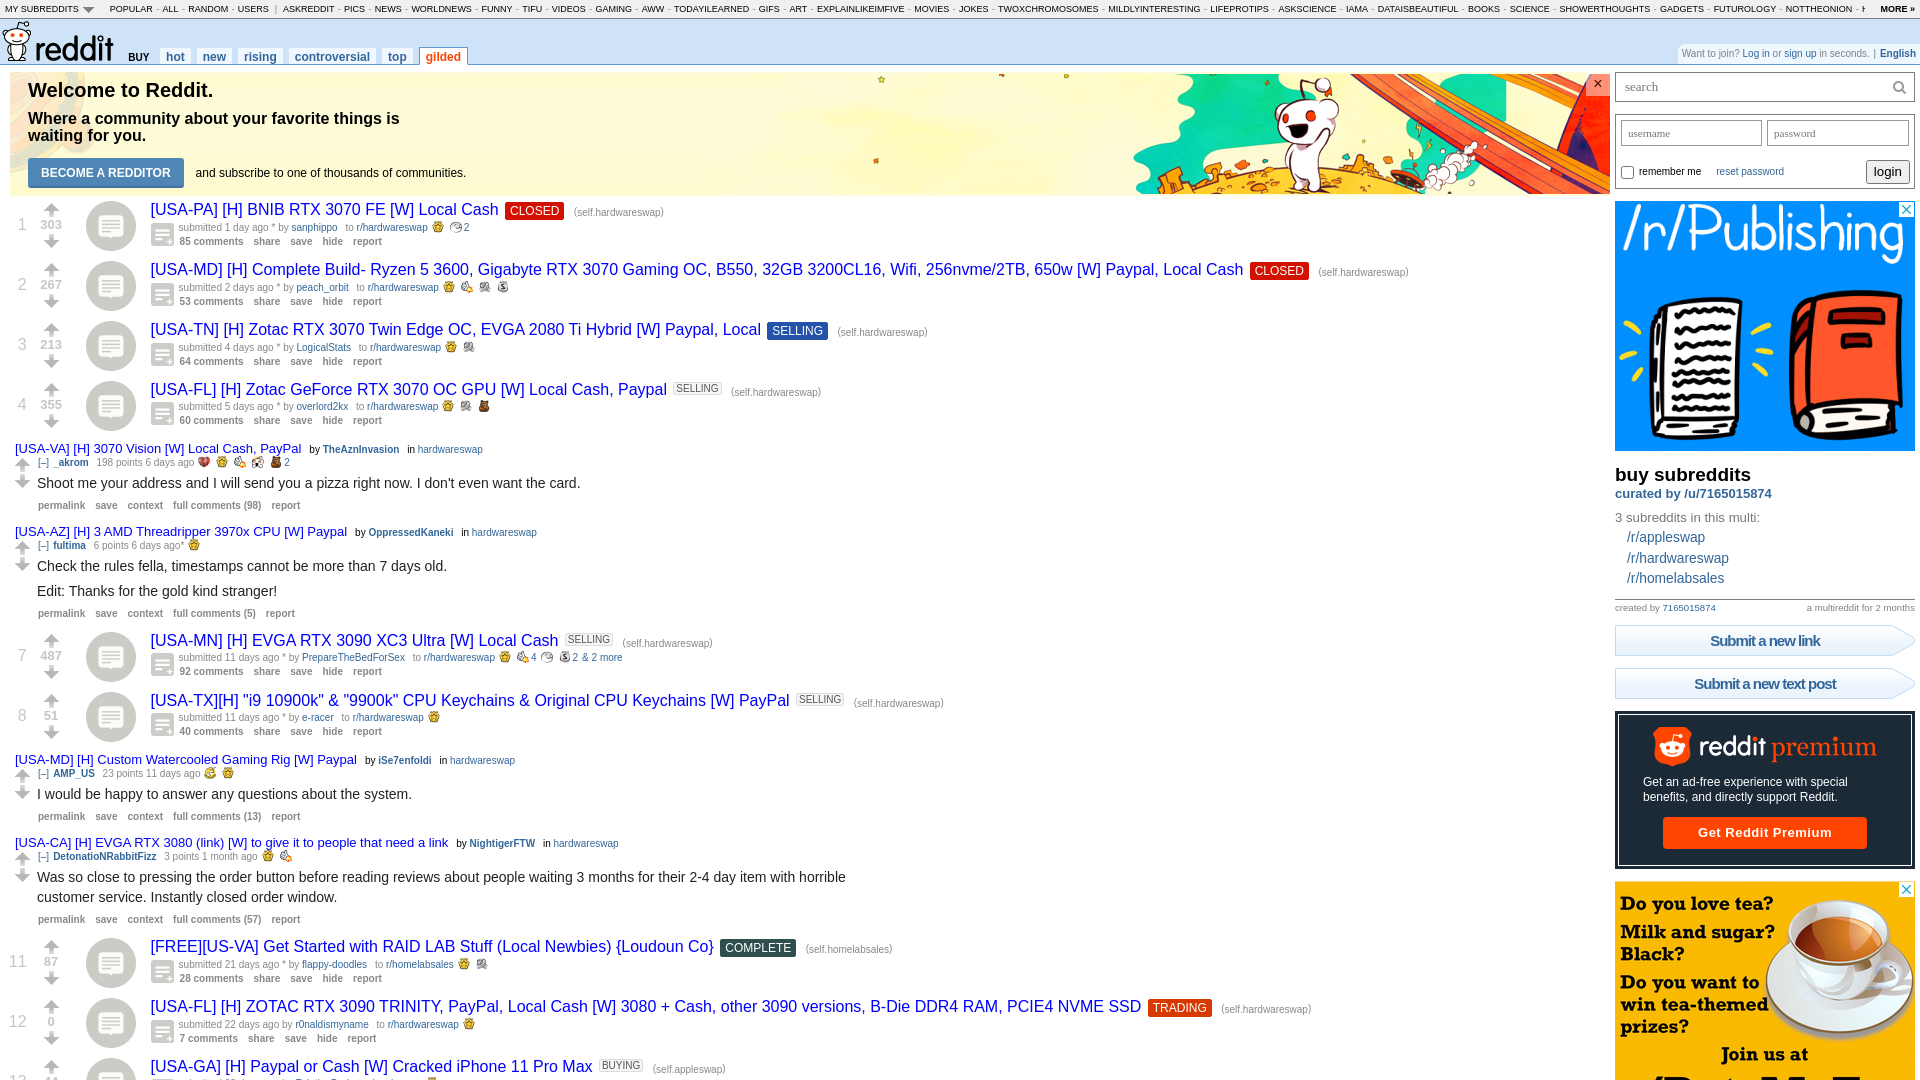 MY SUBREDDITS POPULAR - ALL - RANDOM - USERS | ASKREDDIT - PICS - NEWS - WORLDNEWS - FUNNY - TIFU - VIDEOS - GAMING - AWW - TODAYILEARNED - GIFS - ART - EXPLAINLIKEIMFIVE - MOVIES - JOKES - TWOXCHROMOSOMES - MILDLYINTERESTING - LIFEPROTIPS - ASKSCIENCE - IAMA - DATAISBEAUTIFUL - BOOKS - SCIENCE - SHOWERTHOUGHTS - GADGETS - FUTUROLOGY - NOTTHEONION MORE »
reddit BUY hot new rising controversial top gilded
Want to join? Log in or sign up in seconds. | English
Welcome to Reddit.
Where a community about your favorite things is
waiting for you.
BECOME A REDDITOR and subscribe to one of thousands of communities.
×
1
303
[USA-PA] [H] BNIB RTX 3070 FE [W] Local Cash CLOSED (self.hardwareswap)
submitted 1 day ago * by sanphippo to r/hardwareswap 2
85 comments share save hide report
2
267
[USA-MD] [H] Complete Build- Ryzen 5 3600, Gigabyte RTX 3070 Gaming OC, B550, 32GB 3200CL16, Wifi, 256nvme/2TB, 650w [W] Paypal, Local Cash CLOSED (self.hardwareswap)
submitted 2 days ago * by peach_orbit to r/hardwareswap
53 comments share save hide report
3
213
[USA-TN] [H] Zotac RTX 3070 Twin Edge OC, EVGA 2080 Ti Hybrid [W] Paypal, Local SELLING (self.hardwareswap)
submitted 4 days ago * by LogicalStats to r/hardwareswap
64 comments share save hide report
4
355
[USA-FL] [H] Zotac GeForce RTX 3070 OC GPU [W] Local Cash, Paypal SELLING (self.hardwareswap)
submitted 5 days ago * by overlord2kx to r/hardwareswap
60 comments share save hide report
[USA-VA] [H] 3070 Vision [W] Local Cash, PayPal by TheAznInvasion in hardwareswap
[–] _akrom 198 points 6 days ago 2
Shoot me your address and I will send you a pizza right now. I don't even want the card.
permalink save context full comments (98) report
[USA-AZ] [H] 3 AMD Threadripper 3970x CPU [W] Paypal by OppressedKaneki in hardwareswap
[–] fultima 6 points 6 days ago*
Check the rules fella, timestamps cannot be more than 7 days old.
Edit: Thanks for the gold kind stranger!
permalink save context full comments (5) report
7
487
[USA-MN] [H] EVGA RTX 3090 XC3 Ultra [W] Local Cash SELLING (self.hardwareswap)
submitted 11 days ago * by PrepareTheBedForSex to r/hardwareswap 4 2 & 2 more
92 comments share save hide report
8
51
[USA-TX][H] "i9 10900k" & "9900k" CPU Keychains & Original CPU Keychains [W] PayPal SELLING (self.hardwareswap)
submitted 11 days ago * by e-racer to r/hardwareswap
40 comments share save hide report
[USA-MD] [H] Custom Watercooled Gaming Rig [W] Paypal by iSe7enfoldi in hardwareswap
[–] AMP_US 23 points 11 days ago
I would be happy to answer any questions about the system.
permalink save context full comments (13) report
[USA-CA] [H] EVGA RTX 3080 (link) [W] to give it to people that need a link by NightigerFTW in hardwareswap
[–] DetonatioNRabbitFizz 3 points 1 month ago
Was so close to pressing the order button before reading reviews about people waiting 3 months for their 2-4 day item with horrible
customer service. Instantly closed order window.
permalink save context full comments (57) report
11
87
[FREE][US-VA] Get Started with RAID LAB Stuff (Local Newbies) {Loudoun Co} COMPLETE (self.homelabsales)
submitted 21 days ago * by flappy-doodles to r/homelabsales
28 comments share save hide report
12
0
[USA-FL] [H] ZOTAC RTX 3090 TRINITY, PayPal, Local Cash [W] 3080 + Cash, other 3090 versions, B-Die DDR4 RAM, PCIE4 NVME SSD TRADING (self.hardwareswap)
submitted 22 days ago by r0naldismyname to r/hardwareswap
7 comments share save hide report
[USA-GA] [H] Paypal or Cash [W] Cracked iPhone 11 Pro Max BUYING (self.appleswap)
search
username password
remember me reset password login
/r/Publishing
buy subreddits
curated by /u/7165015874
3 subreddits in this multi:
/r/appleswap
/r/hardwareswap
/r/homelabsales
created by 7165015874 a multireddit for 2 months
Submit a new link
Submit a new text post
reddit premium
Get an ad-free experience with special
benefits, and directly support Reddit.
Get Reddit Premium
Do you love tea?
Milk and sugar?
Black?
Do you want to
win tea-themed
prizes?
Join us at